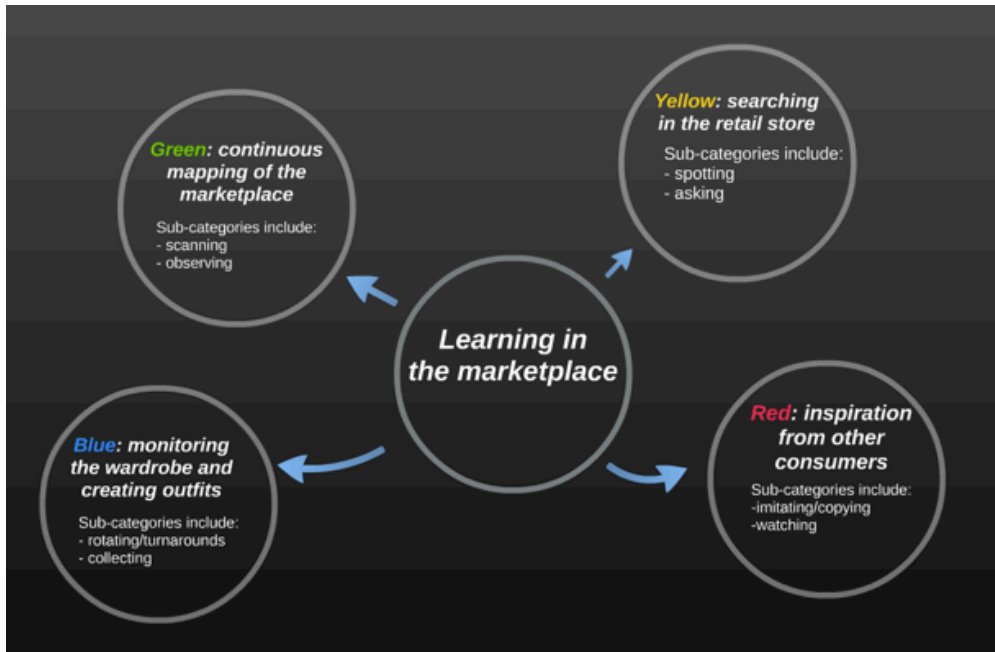 Green: continuous
mapping of the
marketplace
Sub-categories include:
- scanning
- observing
Yellow: searching
in the retail store
Sub-categories include:
- spotting
- asking
Learning in
the marketplace
Blue: monitoring
the wardrobe and
creating outfits
Sub-categories include:
- rotating/turnarounds
- collecting
Red: inspiration
from other
consumers
Sub-categories include:
-imitating/copying
-watching